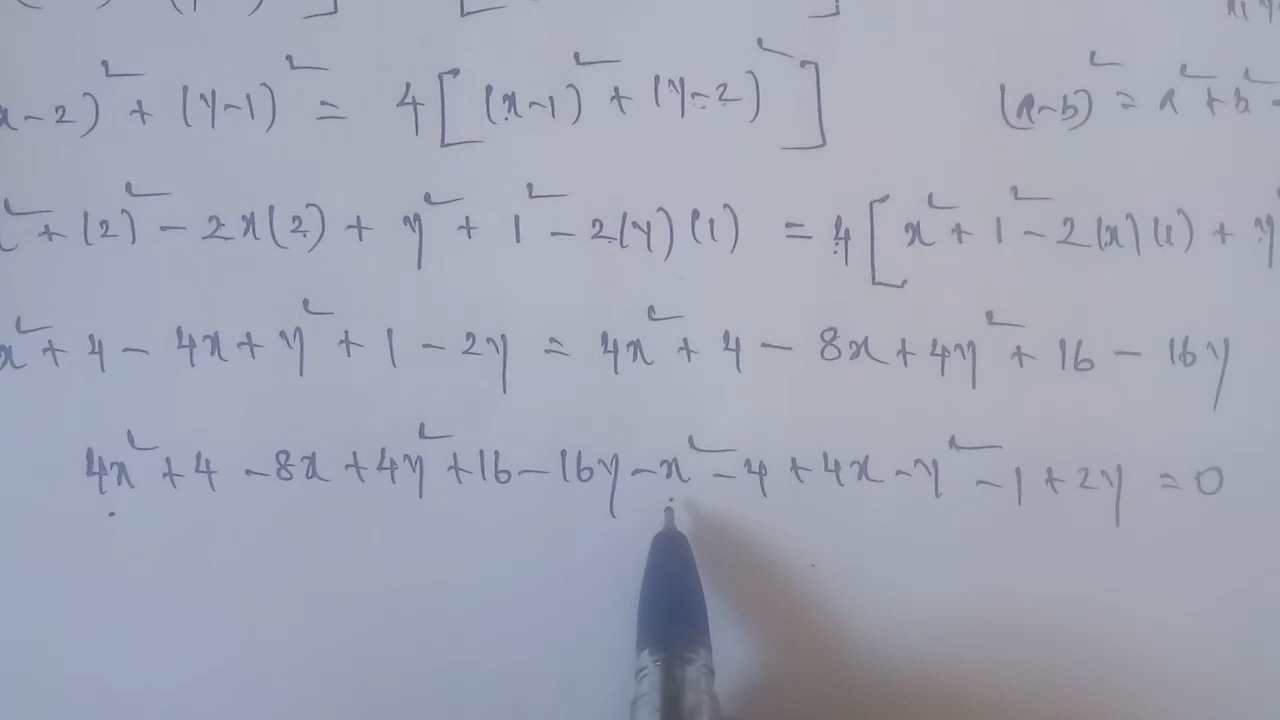 x-2)² + (y-1)² = 4[(x-1)² + (y-2)²] (a-b)² = a² + b² -
x² + (2)² - 2x(2) + y² + 1² - 2(y)(1) = 4[x² + 1² - 2(x)(1) + y
x² + 4 - 4x + y² + 1 - 2y = 4x² + 4 - 8x + 4y² + 16 - 16y
4x² + 4 - 8x + 4y² + 16 - 16y - x² - 4 + 4x - y² - 1 + 2y = 0